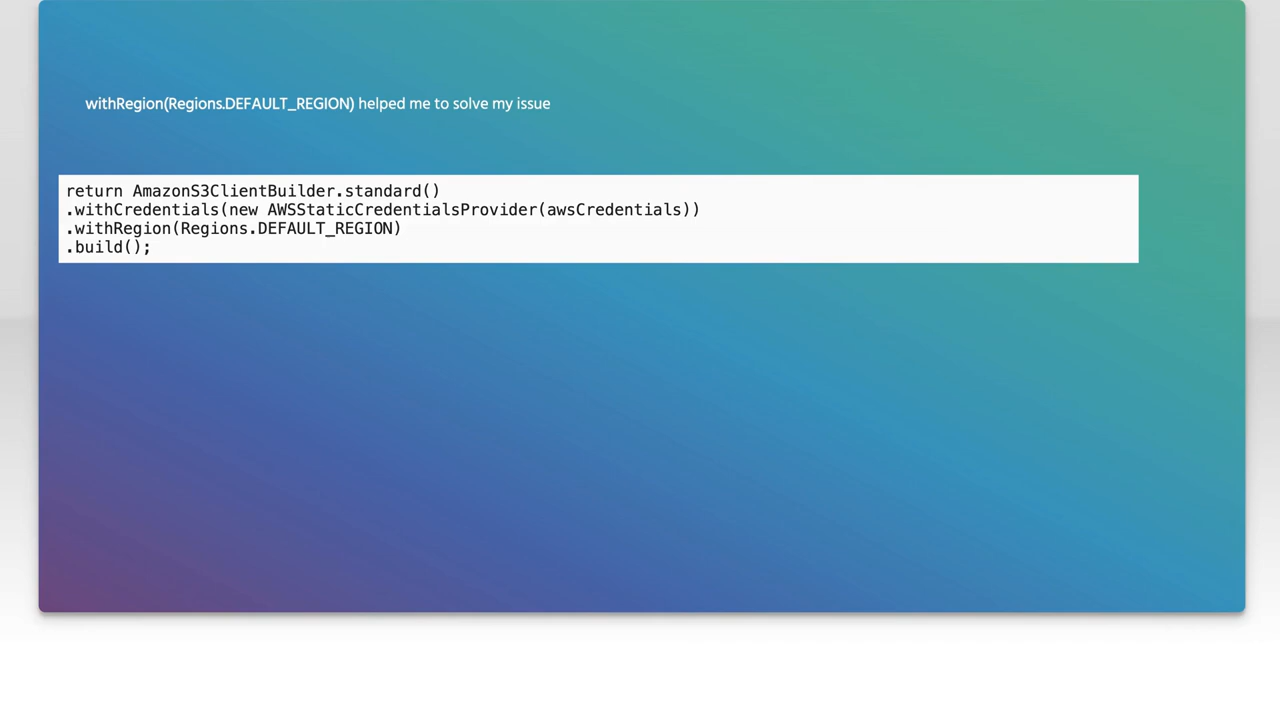 withRegion(Regions.DEFAULT_REGION) helped me to solve my issue
return AmazonS3ClientBuilder.standard()
.withCredentials(new AWSStaticCredentialsProvider(awsCredentials))
.withRegion(Regions.DEFAULT_REGION)
.build();